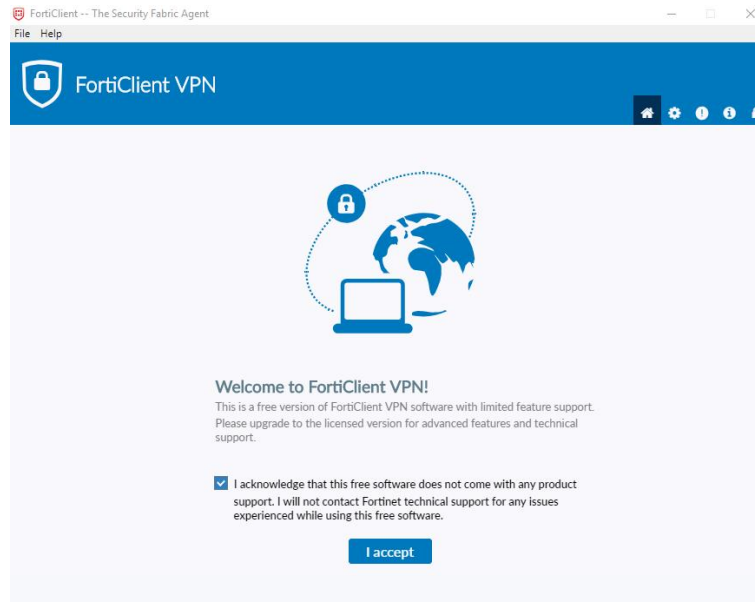 FortiClient -- The Security Fabric Agent
File Help
FortiClient VPN
Welcome to FortiClient VPN!
This is a free version of FortiClient VPN software with limited feature support.
Please upgrade to the licensed version for advanced features and technical
support.
I acknowledge that this free software does not come with any product
support. I will not contact Fortinet technical support for any issues
experienced while using this free software.
I accept